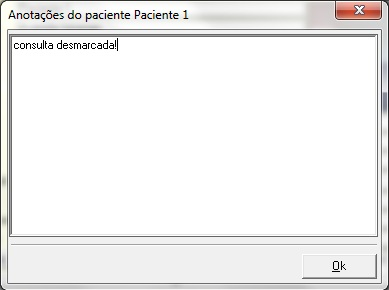 Anotações do paciente Paciente 1
consulta desmarcada!
Ok